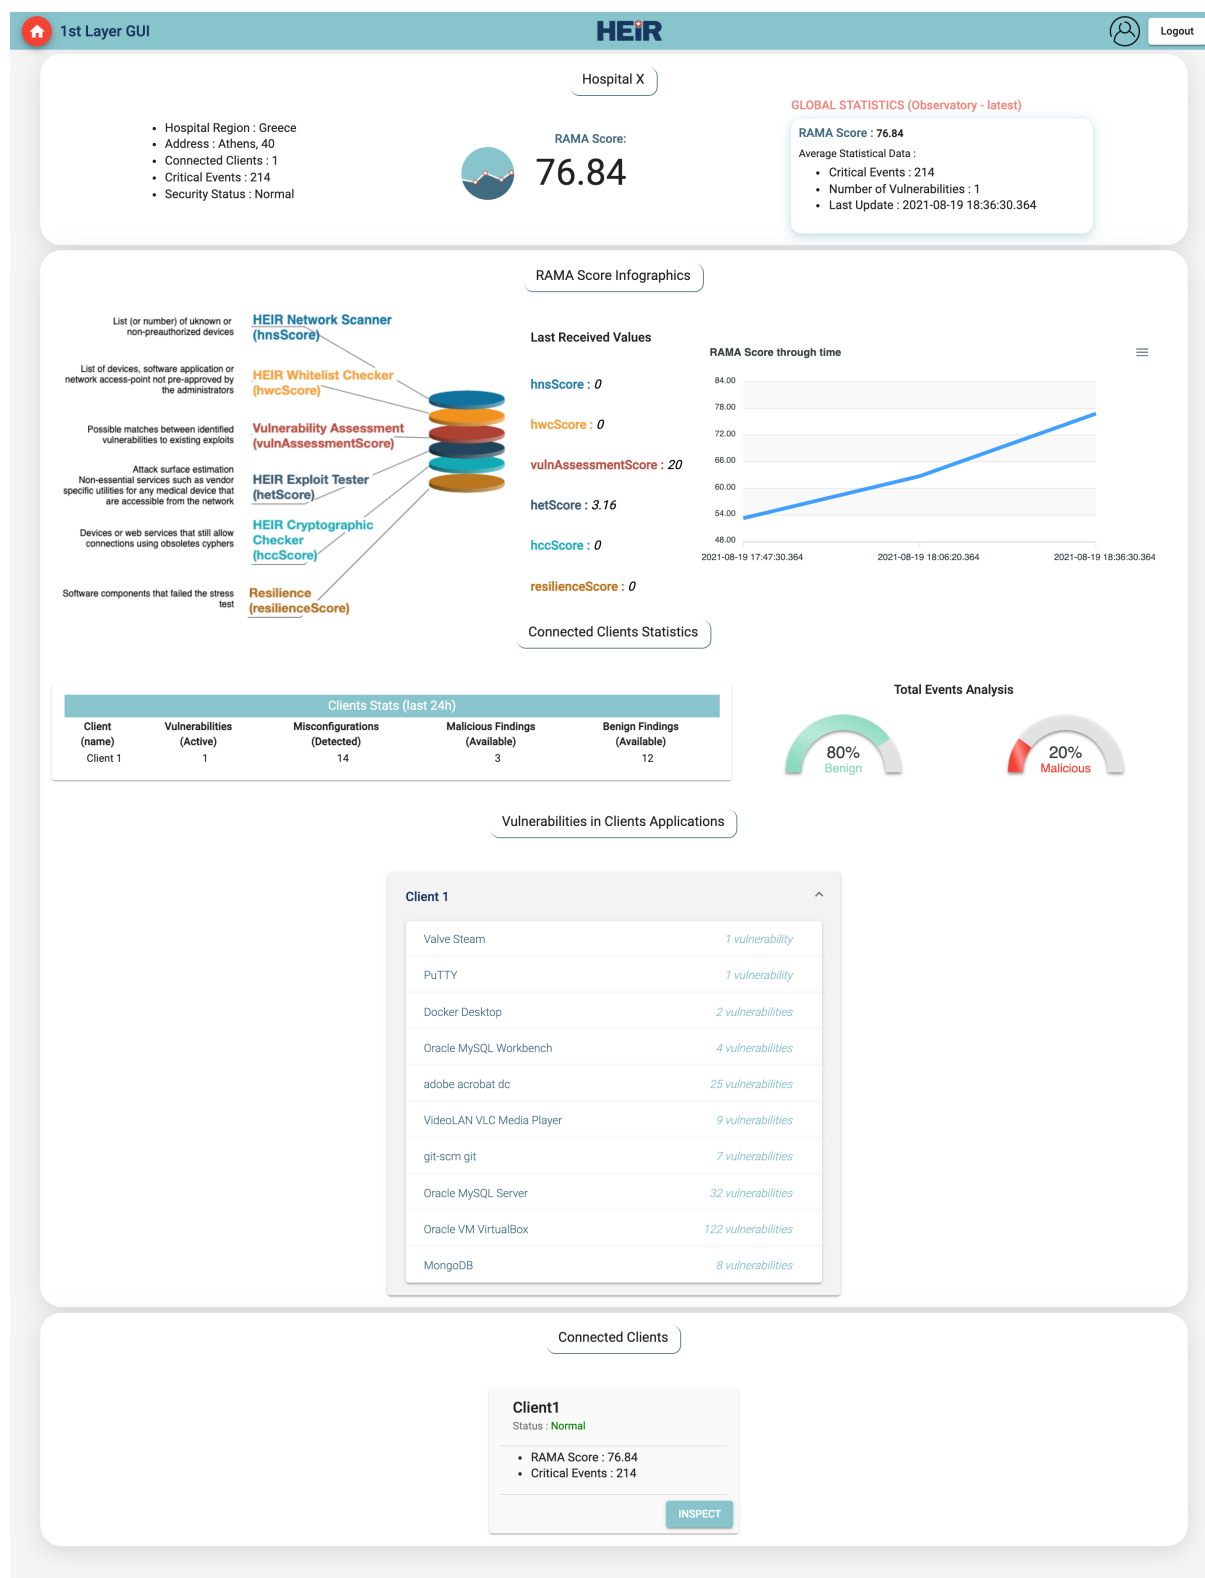 1st Layer GUI
HEiR
Logout
Hospital X
Hospital Region : Greece
Address : Athens, 40
Connected Clients : 1
Critical Events : 214
Security Status : Normal
RAMA Score:
76.84
GLOBAL STATISTICS (Observatory - latest)
RAMA Score : 76.84
Average Statistical Data :
Critical Events : 214
Number of Vulnerabilities : 1
Last Update : 2021-08-19 18:36:30.364
RAMA Score Infographics
List (or number) of uknown or
non-preauthorized devices
HEIR Network Scanner
(hnsScore)
List of devices, software application or
network access-point not pre-approved by
the administrators
HEIR Whitelist Checker
(hwcScore)
Possible matches between identified
vulnerabilities to existing exploits
Vulnerability Assessment
(vulnAssessmentScore)
Attack surface estimation
Non-essential services such as vendor
specific utilities for any medical device that
are accessible from the network
HEIR Exploit Tester
(hetScore)
Devices or web services that still allow
connections using obsoletes cyphers
HEIR Cryptographic
Checker
(hccScore)
Software components that failed the stress
test
Resilience
(resilienceScore)
Last Received Values
hnsScore : 0
hwcScore : 0
vulnAssessmentScore : 20
hetScore : 3.16
hccScore : 0
resilienceScore : 0
RAMA Score through time
84.00
78.00
72.00
66.00
60.00
54.00
48.00
2021-08-19 17:47:30.364
2021-08-19 18:06:20.364
2021-08-19 18:36:30.364
Connected Clients Statistics
Clients Stats (last 24h)
Client (name) Vulnerabilities (Active) Misconfigurations (Detected) Malicious Findings (Available) Benign Findings (Available)
Client 1 1 14 3 12
Total Events Analysis
80%
Benign
20%
Malicious
Vulnerabilities in Clients Applications
Client 1
Valve Steam 1 vulnerability
PuTTY 1 vulnerability
Docker Desktop 2 vulnerabilities
Oracle MySQL Workbench 4 vulnerabilities
adobe acrobat dc 25 vulnerabilities
VideoLAN VLC Media Player 9 vulnerabilities
git-scm git 7 vulnerabilities
Oracle MySQL Server 32 vulnerabilities
Oracle VM VirtualBox 122 vulnerabilities
MongoDB 8 vulnerabilities
Connected Clients
Client1
Status : Normal
RAMA Score : 76.84
Critical Events : 214
INSPECT